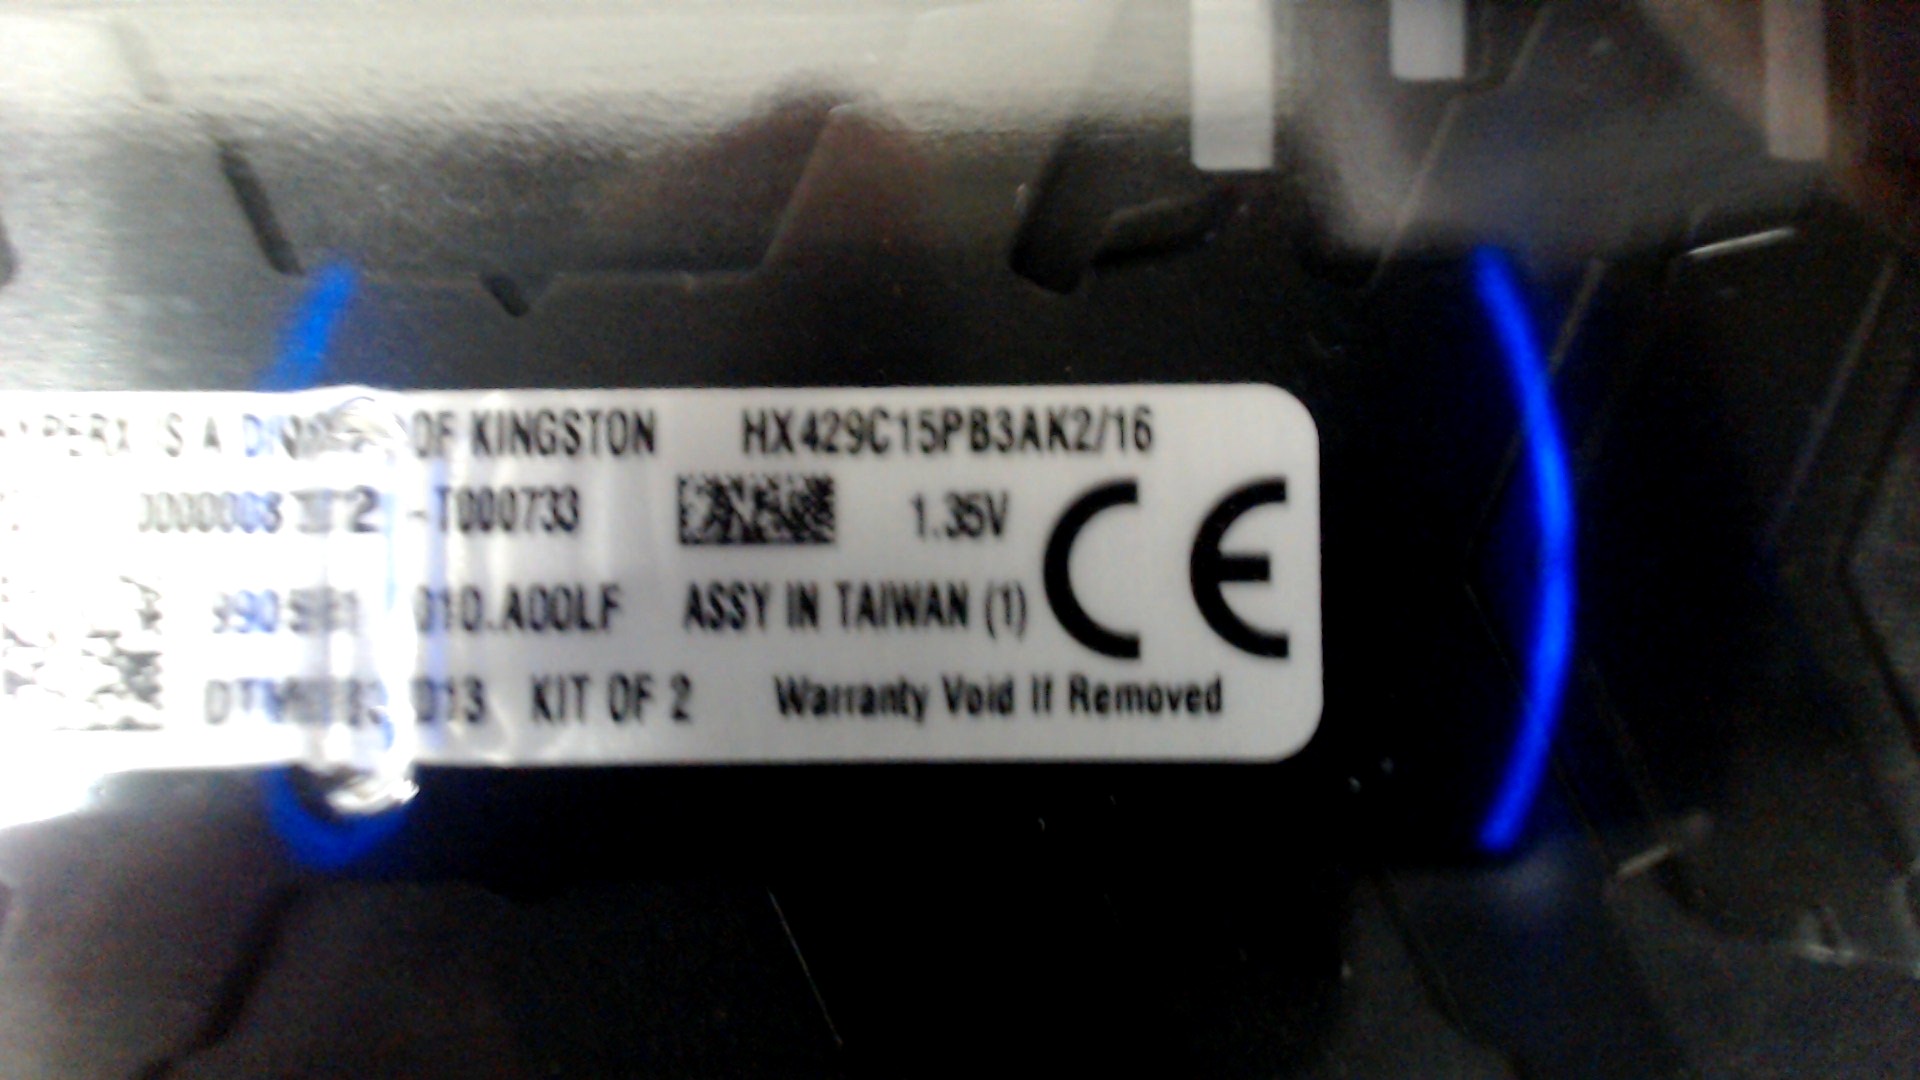 A DIVISION OF KINGSTON HX429C15PB3AK2/16
-T000733 1.35V
010.A00LF ASSY IN TAIWAN (1)
KIT OF 2 Warranty Void If Removed
CE